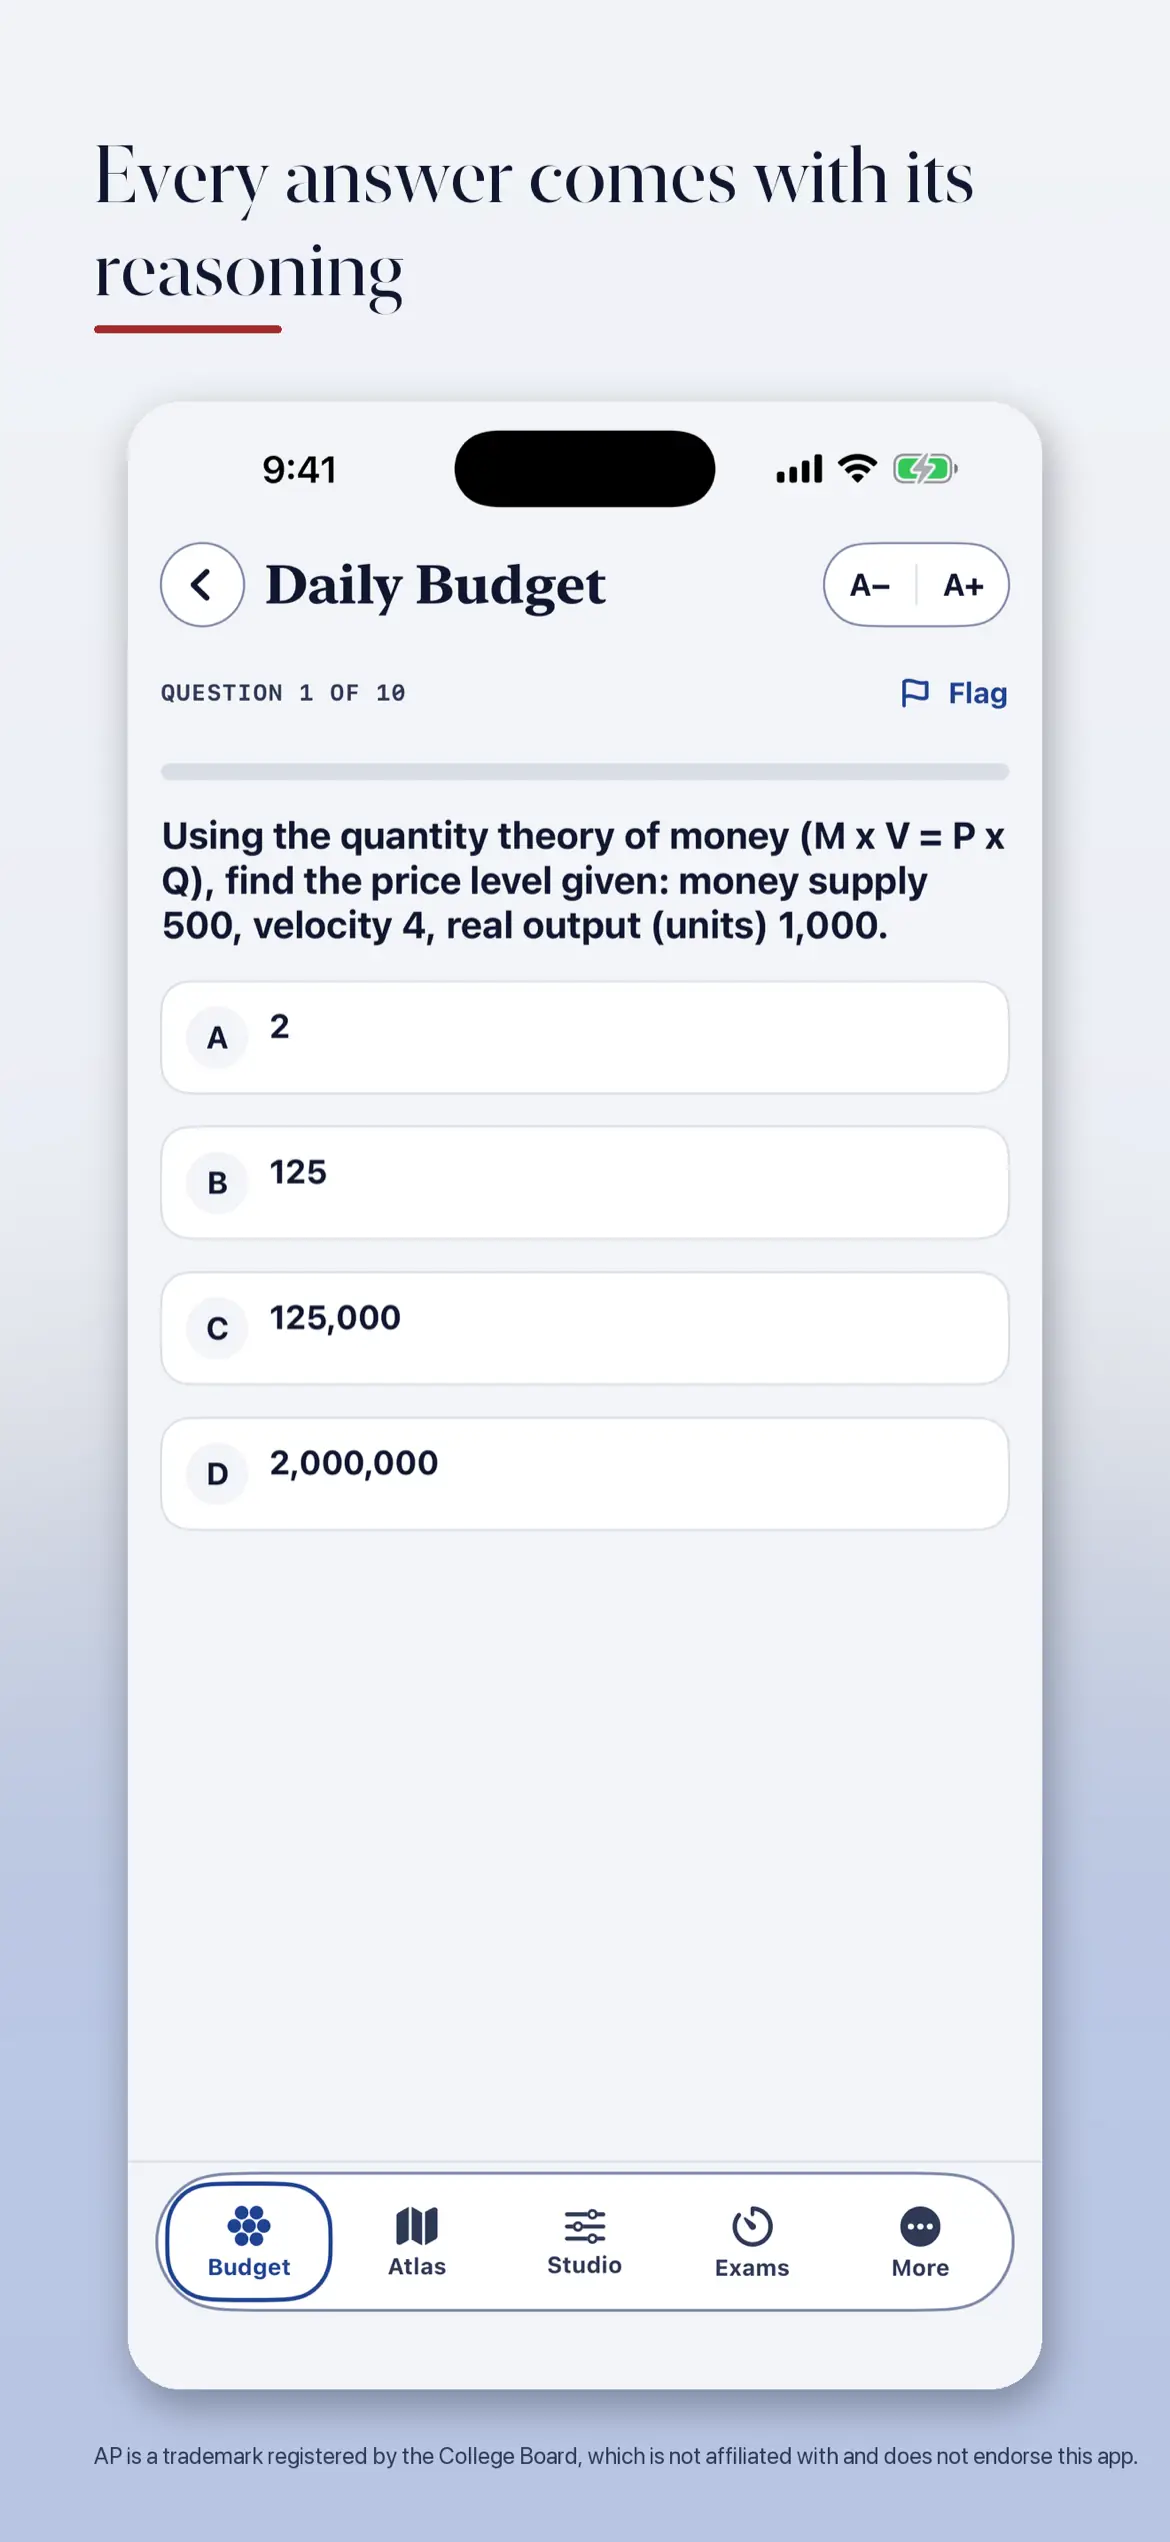 Every answer comes with its
reasoning
9:41
Daily Budget
A− A+
QUESTION 1 OF 10
Flag
Using the quantity theory of money (M x V = P x
Q), find the price level given: money supply
500, velocity 4, real output (units) 1,000.
A 2
B 125
C 125,000
D 2,000,000
Budget Atlas Studio Exams More
AP is a trademark registered by the College Board, which is not affiliated with and does not endorse this app.